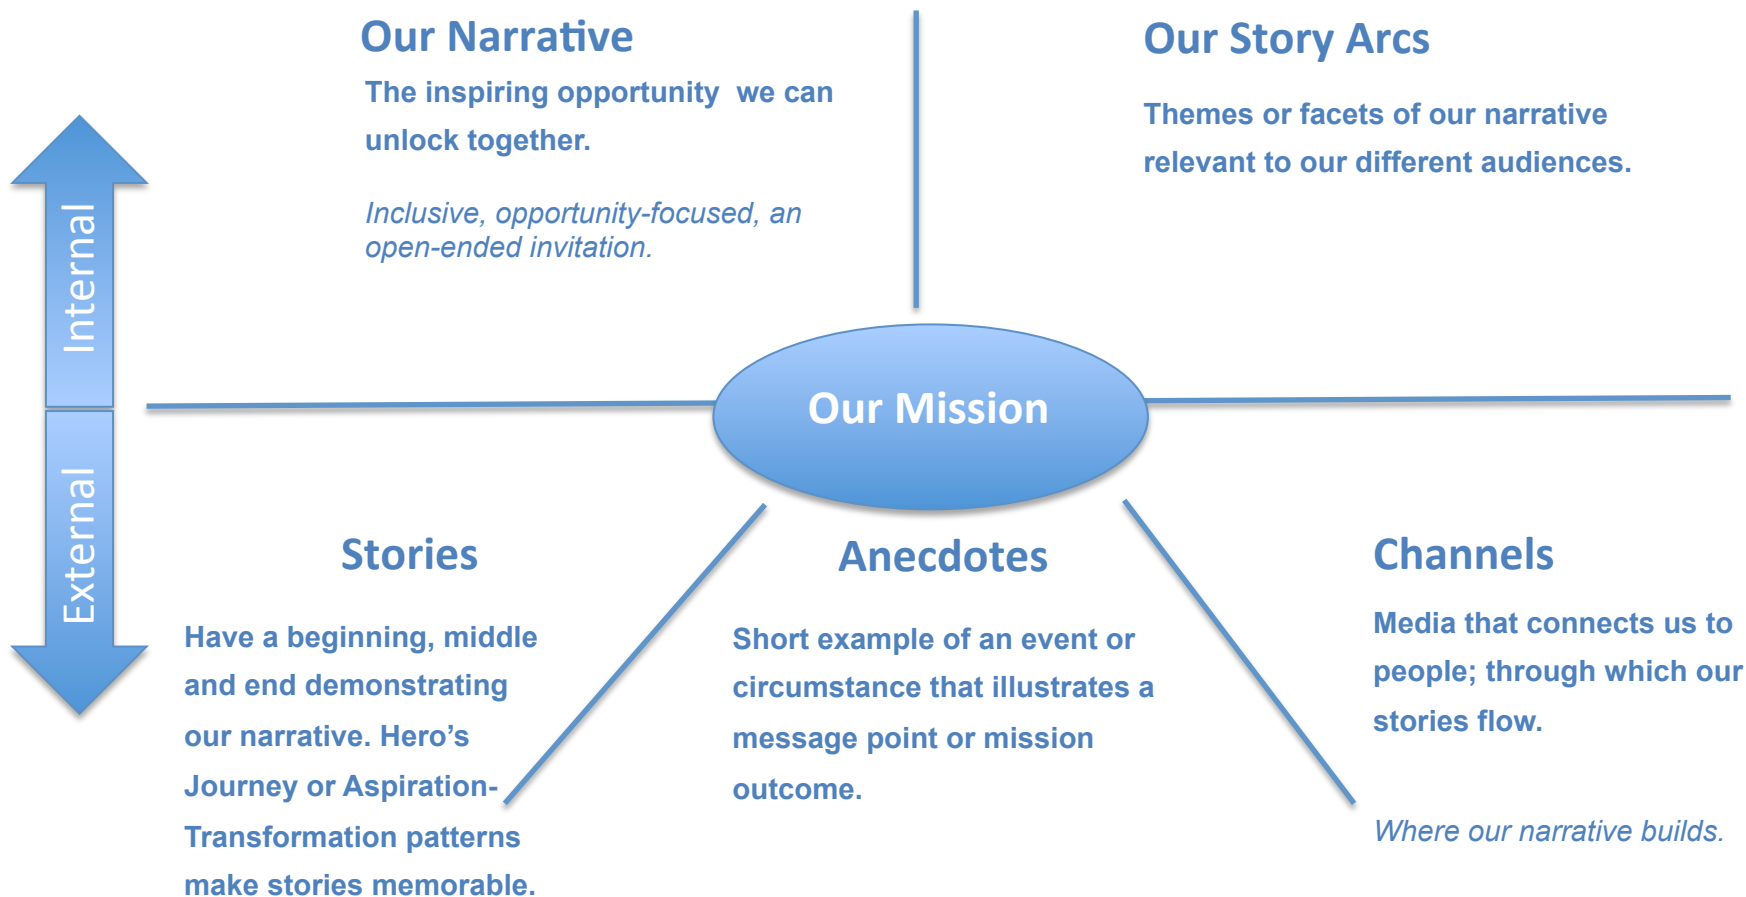 Our Narrative
The inspiring opportunity we can
unlock together.
Inclusive, opportunity-focused, an
open-ended invitation.
Our Story Arcs
Themes or facets of our narrative
relevant to our different audiences.
Internal
External
Our Mission
Stories
Have a beginning, middle
and end demonstrating
our narrative. Hero’s
Journey or Aspiration-
Transformation patterns
make stories memorable.
Anecdotes
Short example of an event or
circumstance that illustrates a
message point or mission
outcome.
Channels
Media that connects us to
people; through which our
stories flow.
Where our narrative builds.